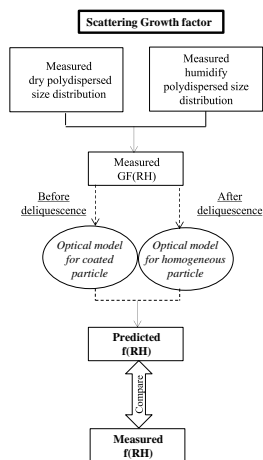 Scattering Growth factor
Measured
dry polydispersed
size distribution
Measured
humidify
polydispersed size
distribution
Measured
GF(RH)
Before
deliquescence
After
deliquescence
Optical model
for coated
particle
Optical model
for homogeneous
particle
Predicted
f(RH)
Compare
Measured
f(RH)